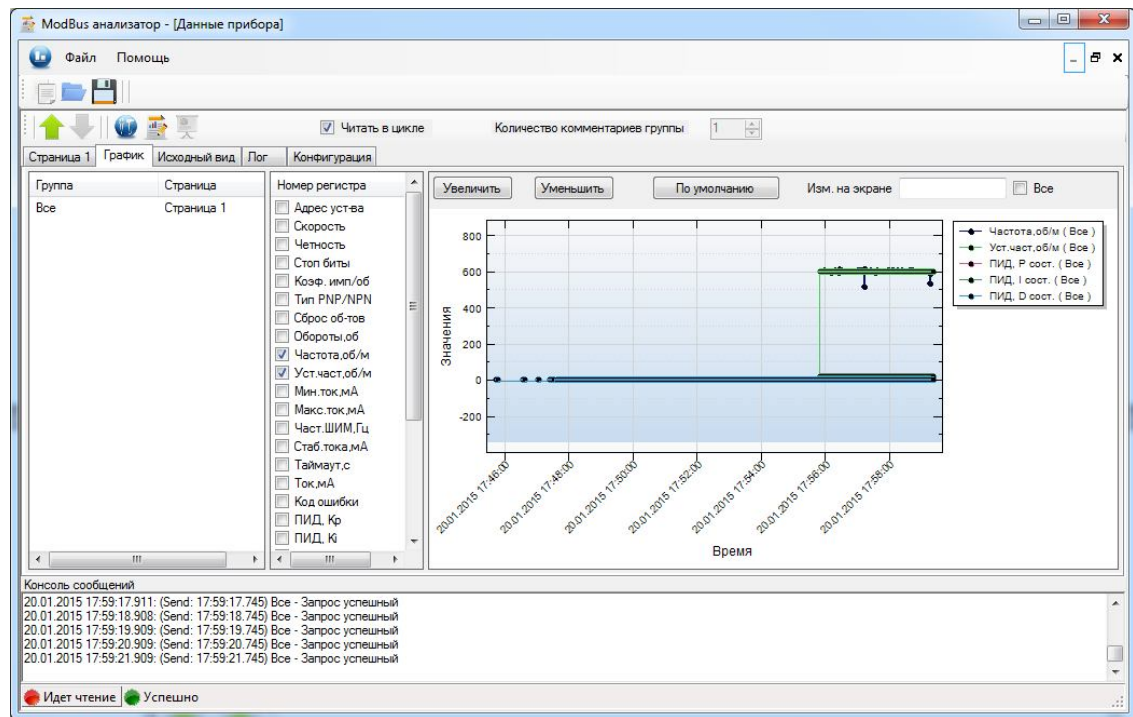 ModBus анализатор - [Данные прибора]
Файл Помощь
Читать в цикле Количество комментариев группы 1
Страница 1 График Исходный вид Лог Конфигурация
Группа Страница
Все Страница 1
Номер регистра
Адрес уст-ва
Скорость
Четность
Стоп биты
Коэф. имп/об
Тип PNP/NPN
Сброс об-тов
Обороты,об
Частота,об/м
Уст.част,об/м
Мин.ток,мА
Макс.ток,мА
Част.ШИМ,Гц
Стаб.тока,мА
Таймаут,с
Ток,мА
Код ошибки
ПИД, Kp
ПИД, Ki
Увеличить Уменьшить По умолчанию Изм. на экране Все
800
600
400
200
0
-200
Значения
20.01.2015 17:46:00
20.01.2015 17:48:00
20.01.2015 17:50:00
20.01.2015 17:52:00
20.01.2015 17:54:00
20.01.2015 17:56:00
20.01.2015 17:58:00
Время
Частота,об/м ( Все )
Уст.част,об/м ( Все )
ПИД, P сост. ( Все )
ПИД, I сост. ( Все )
ПИД, D сост. ( Все )
Консоль сообщений
20.01.2015 17:59:17.911: (Send: 17:59:17.745) Все - Запрос успешный
20.01.2015 17:59:18.908: (Send: 17:59:18.745) Все - Запрос успешный
20.01.2015 17:59:19.909: (Send: 17:59:19.745) Все - Запрос успешный
20.01.2015 17:59:20.909: (Send: 17:59:20.745) Все - Запрос успешный
20.01.2015 17:59:21.909: (Send: 17:59:21.745) Все - Запрос успешный
Идет чтение Успешно